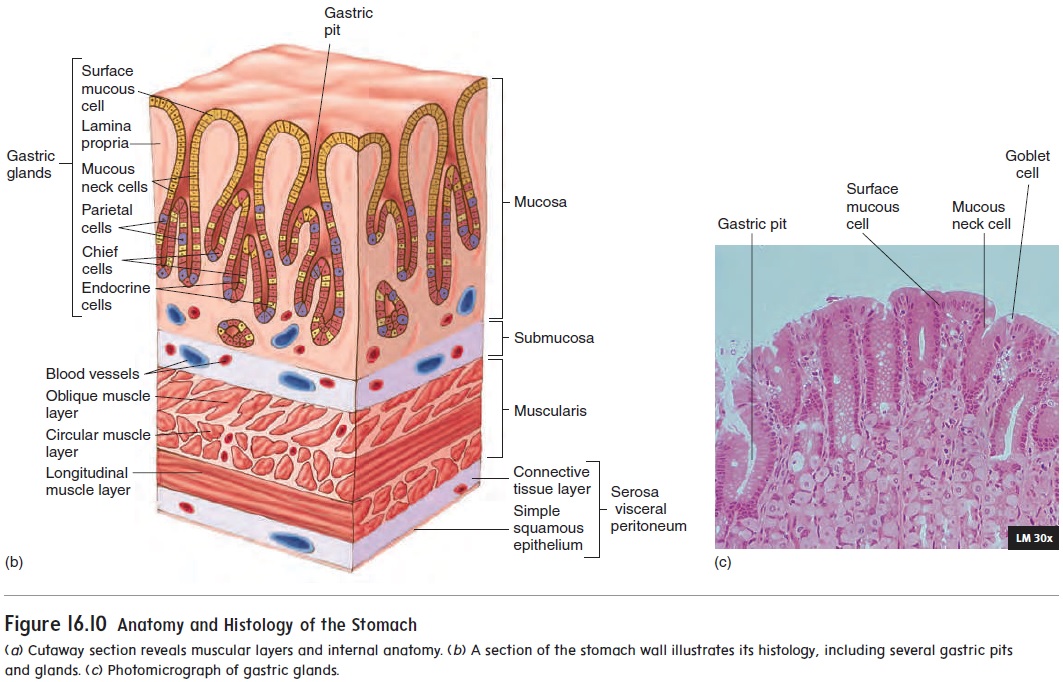 Gastric
pit
Surface
mucous
cell
Lamina
propria
Gastric
glands
Mucous
neck cells
Parietal
cells
Chief
cells
Endocrine
cells
Blood vessels
Oblique muscle
layer
Circular muscle
layer
Longitudinal
muscle layer
Mucosa
Submucosa
Muscularis
Connective
tissue layer
Simple
squamous
epithelium
Serosa
visceral
peritoneum
(b)
Goblet
cell
Surface
mucous
cell
Mucous
neck cell
Gastric pit
LM 30x
(c)
Figure 16.10 Anatomy and Histology of the Stomach
(a) Cutaway section reveals muscular layers and internal anatomy. (b) A section of the stomach wall illustrates its histology, including several gastric pits
and glands. (c) Photomicrograph of gastric glands.